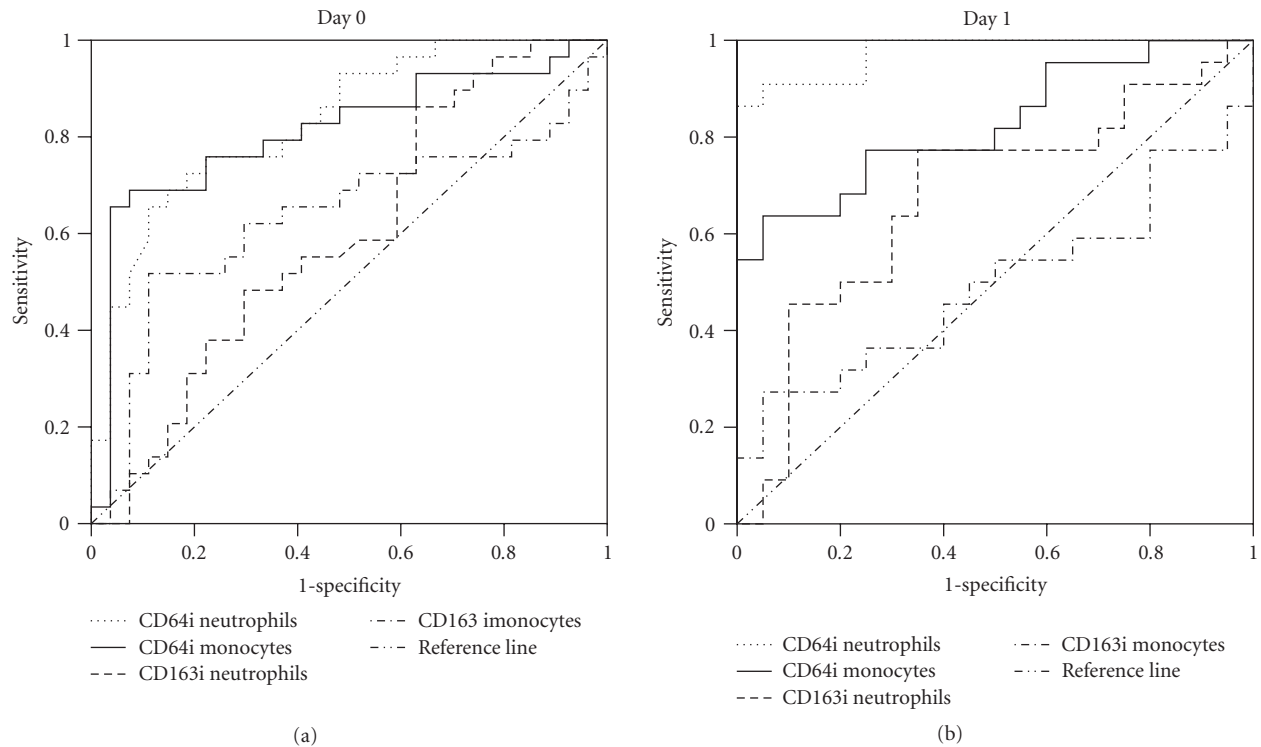 Day 0
1
0.8
0.6
0.4
0.2
0
Sensitivity
0 0.2 0.4 0.6 0.8 1
1-specificity
CD64i neutrophils
CD64i monocytes
CD163i neutrophils
CD163 imonocytes
Reference line
(a)
Day 1
1
0.8
0.6
0.4
0.2
0
Sensitivity
0 0.2 0.4 0.6 0.8 1
1-specificity
CD64i neutrophils
CD64i monocytes
CD163i neutrophils
CD163i monocytes
Reference line
(b)